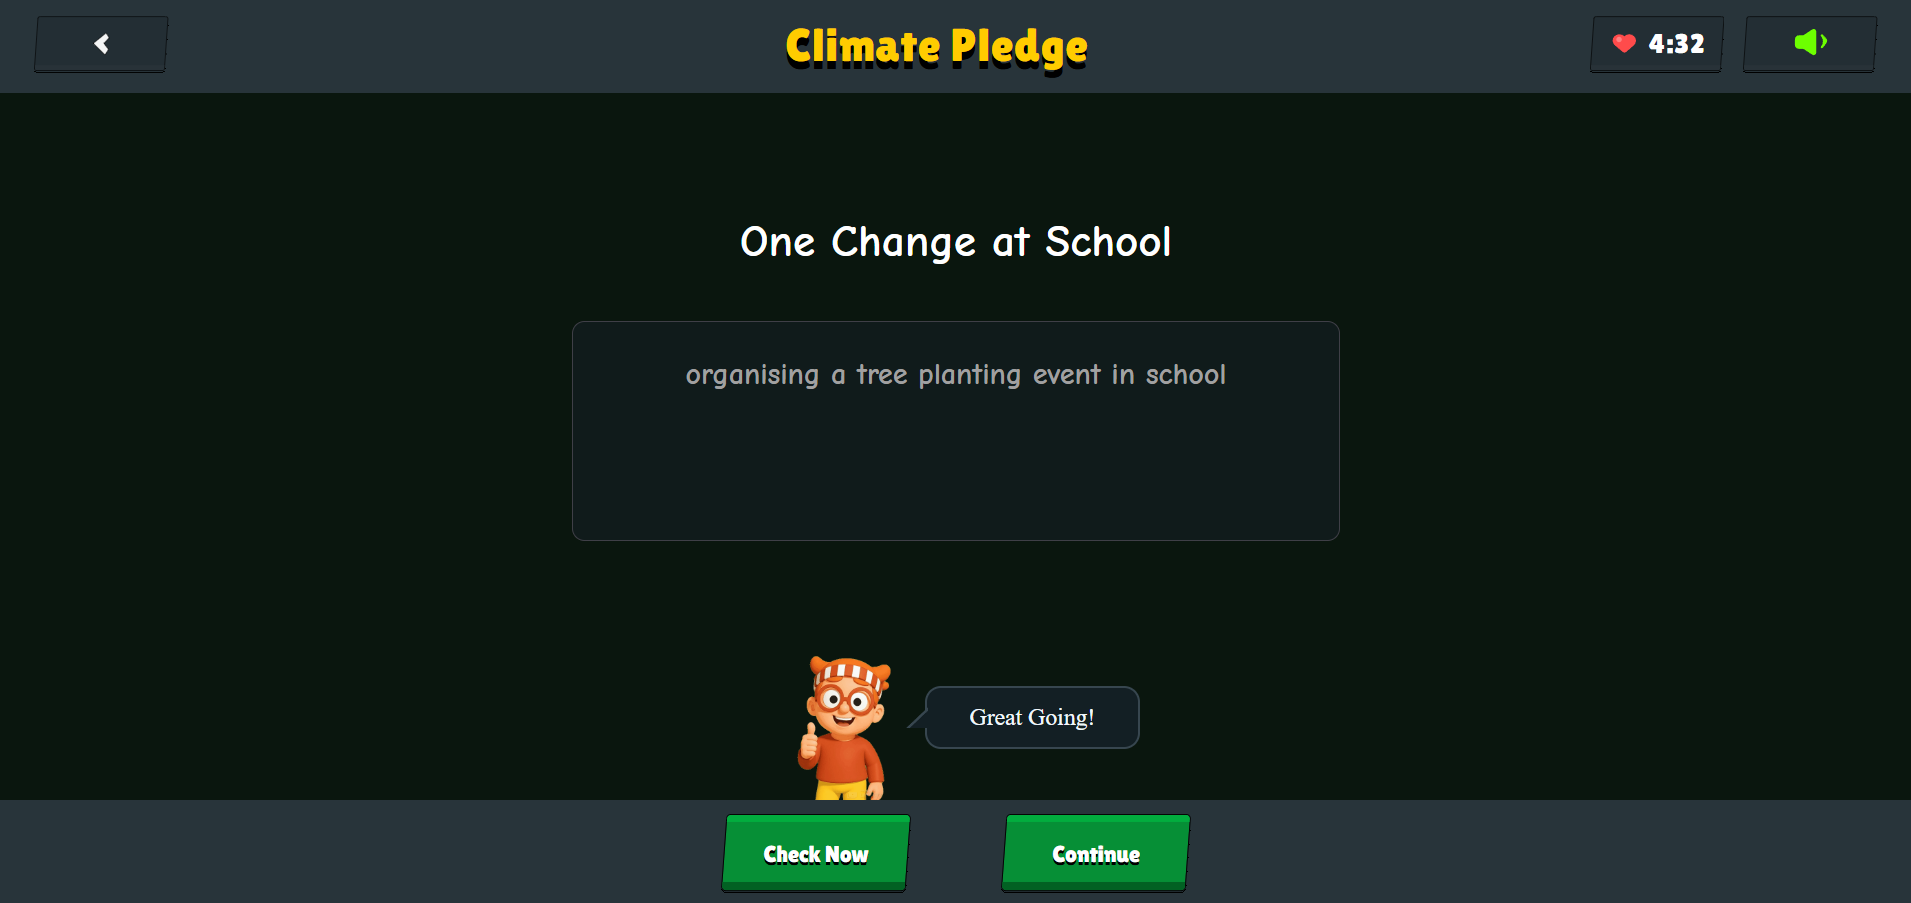 Climate Pledge
4:32
One Change at School
organising a tree planting event in school
Great Going!
Check Now
Continue